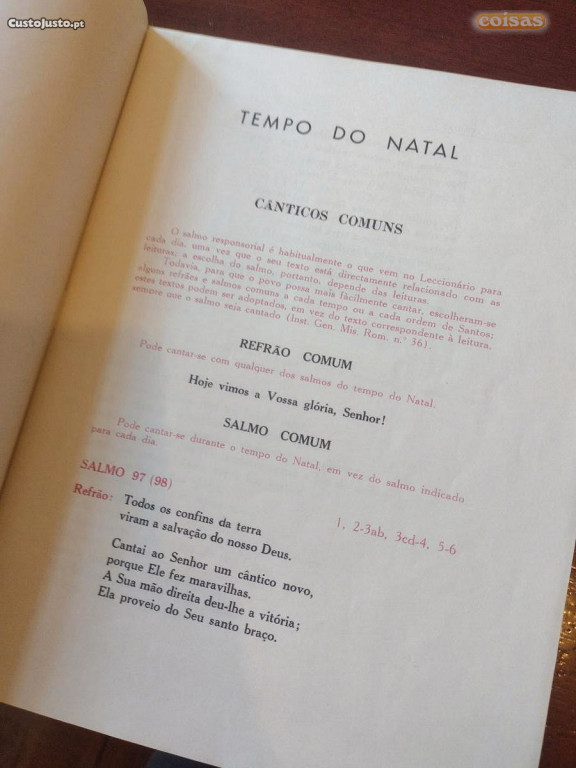 CustoJusto.pt
coisas
TEMPO DO NATAL
CÂNTICOS COMUNS
O salmo responsorial é habitualmente o que vem no Leccionário para
cada dia, uma vez que o seu texto está directamente relacionado com as
leituras; a escolha do salmo, portanto, depende das leituras.
Todavia, para que o povo possa mais fàcilmente cantar, escolheram-se
alguns refrães e salmos comuns a cada tempo ou a cada ordem de Santos;
estes textos podem ser adoptados, em vez do texto correspondente à leitura,
sempre que o salmo seia cantado (Inst. Gen. Mis. Rom. n.º 36).
REFRÃO COMUM
Pode cantar-se com qualquer dos salmos do tempo do Natal.
Hoje vimos a Vossa glória, Senhor!
SALMO COMUM
Pode cantar-se durante o tempo do Natal, em vez do salmo indicado
para cada dia.
SALMO 97 (98)
1, 2-3ab, 3cd-4, 5-6
Refrão: Todos os confins da terra
viram a salvação do nosso Deus.
Cantai ao Senhor um cântico novo,
porque Ele fez maravilhas.
A Sua mão direita deu-lhe a vitória;
Ela proveio do Seu santo braço.